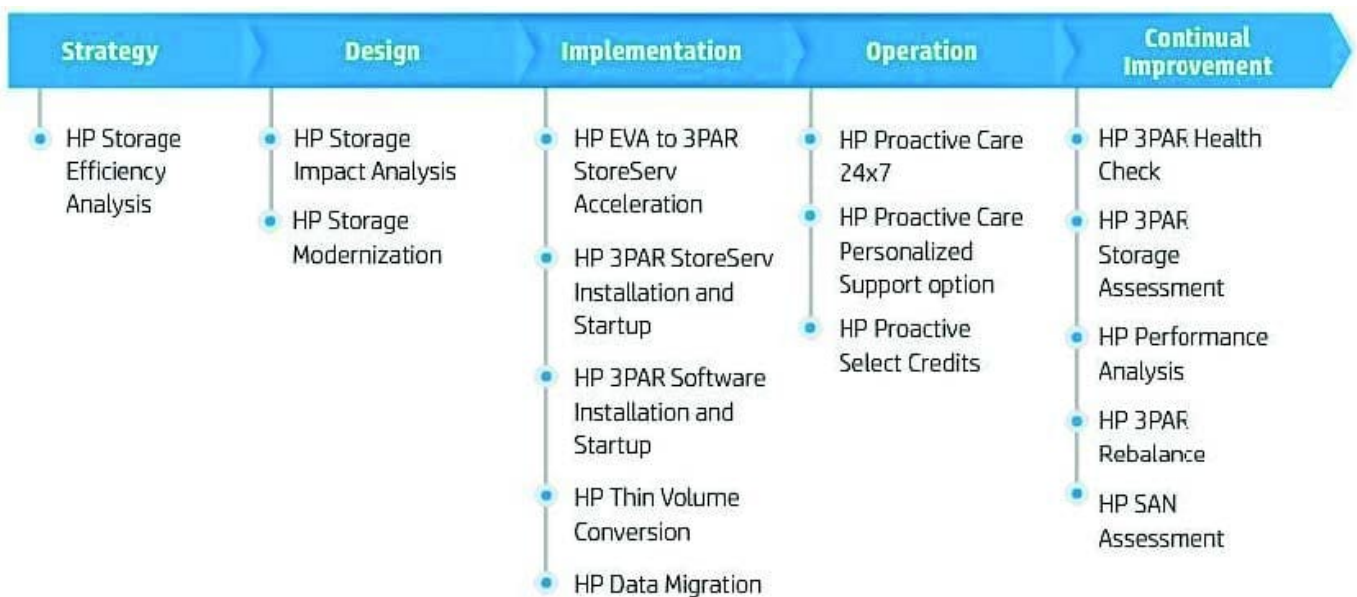 Strategy
Design
Implementation
Operation
Continual
Improvement
HP Storage
Efficiency
Analysis
HP Storage
Impact Analysis
HP Storage
Modernization
HP EVA to 3PAR
StoreServ
Acceleration
HP 3PAR StoreServ
Installation and
Startup
HP 3PAR Software
Installation and
Startup
HP Thin Volume
Conversion
HP Data Migration
HP Proactive Care
24x7
HP Proactive Care
Personalized
Support option
HP Proactive
Select Credits
HP 3PAR Health
Check
HP 3PAR
Storage
Assessment
HP Performance
Analysis
HP 3PAR
Rebalance
HP SAN
Assessment